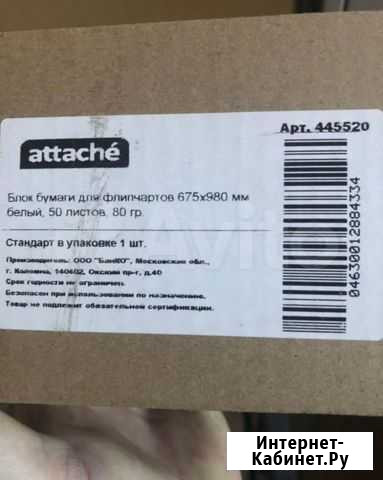 attaché
Арт. 445520
Блок бумаги для флипчартов 675х980 мм
белый, 50 листов, 80 гр.
Стандарт в упаковке 1 шт.
Производитель: ООО "БанКО", Московская обл.,
г. Коломна, 140402, Окский пр-т, д.40
Срок годности не ограничен.
Безопасен при использовании по назначению.
Товар не подлежит обязательной сертификации.
04630012884334
Avito
Интернет-
Кабинет.Ру